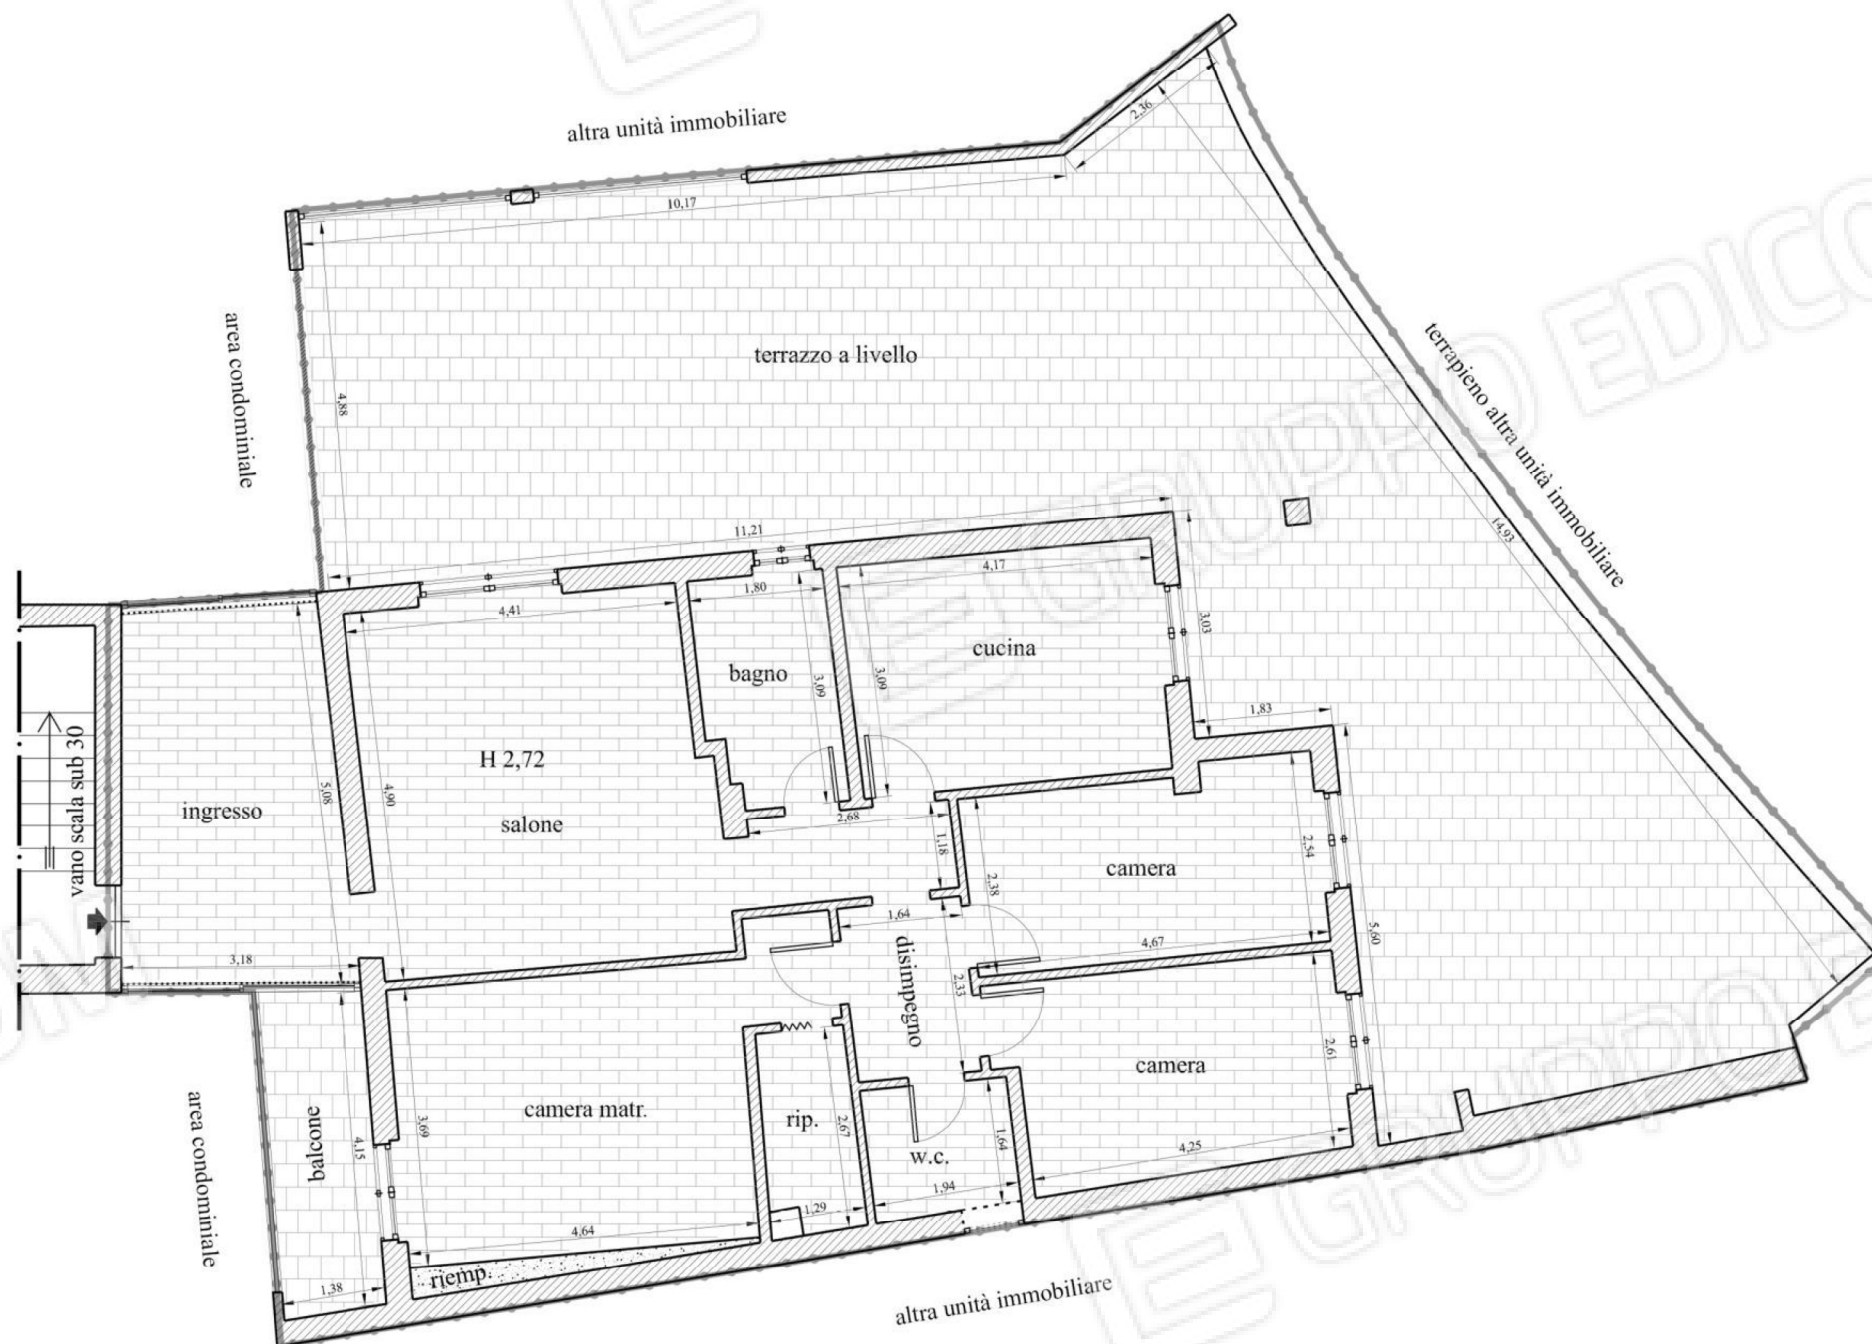 altra unità immobiliare
2,36
10,17
area condominiale
4,88
terrazzo a livello
terrapieno altra unità immobiliare
14,93
11,21
4,41
1,80
4,17
3,03
bagno
cucina
3,09
3,09
1,83
H 2,72
vano scala sub 30
ingresso
5,08
4,90
salone
2,68
1,18
2,54
camera
2,38
1,64
4,67
5,60
3,18
disimpegno
2,33
balcone
4,15
3,69
camera matr.
rip.
2,67
w.c.
1,64
camera
2,61
4,25
1,94
1,29
4,64
riemp.
1,38
area condominiale
altra unità immobiliare
GRUPPO EDICO
GRUPPO E
UM